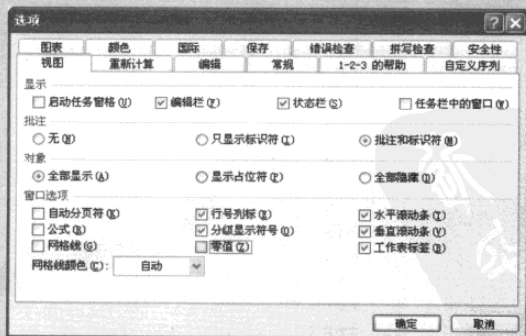 选项
图表 颜色 国际 保存 错误检查 拼写检查 安全性
视图 重新计算 编辑 常规 1-2-3 的帮助 自定义序列
显示
启动任务窗格(U) 编辑栏(F) 状态栏(S) 任务栏中的窗口(W)
批注
无(N) 只显示标识符(I) 批注和标识符(M)
对象
全部显示(A) 显示占位符(P) 全部隐藏(D)
窗口选项
自动分页符(K) 行号列标(E) 水平滚动条(T)
公式(R) 分级显示符号(O) 垂直滚动条(V)
网格线(G) 零值(Z) 工作表标签(B)
网格线颜色(C): 自动
确定 取消